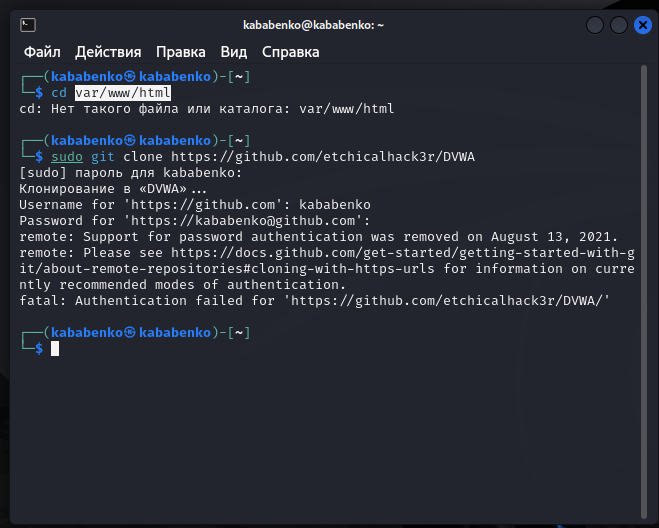 kababenko@kababenko: ~
Файл Действия Правка Вид Справка
┌──(kababenko㉿kababenko)-[~]
└─$ cd var/www/html
cd: Нет такого файла или каталога: var/www/html
┌──(kababenko㉿kababenko)-[~]
└─$ sudo git clone https://github.com/etchicalhack3r/DVWA
[sudo] пароль для kababenko:
Клонирование в «DVWA»...
Username for 'https://github.com': kababenko
Password for 'https://kababenko@github.com':
remote: Support for password authentication was removed on August 13, 2021.
remote: Please see https://docs.github.com/get-started/getting-started-with-g
it/about-remote-repositories#cloning-with-https-urls for information on curre
ntly recommended modes of authentication.
fatal: Authentication failed for 'https://github.com/etchicalhack3r/DVWA/'
┌──(kababenko㉿kababenko)-[~]
└─$